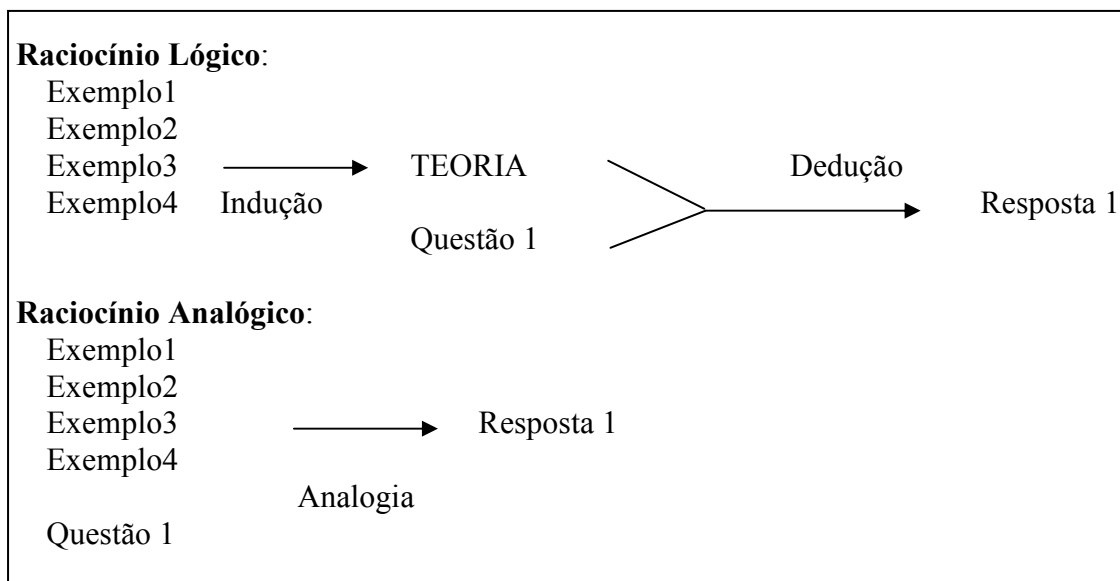 Raciocínio Lógico:
Exemplo1
Exemplo2
Exemplo3 TEORIA Dedução
Exemplo4 Indução Resposta 1
Questão 1
Raciocínio Analógico:
Exemplo1
Exemplo2
Exemplo3 Resposta 1
Exemplo4
Analogia
Questão 1